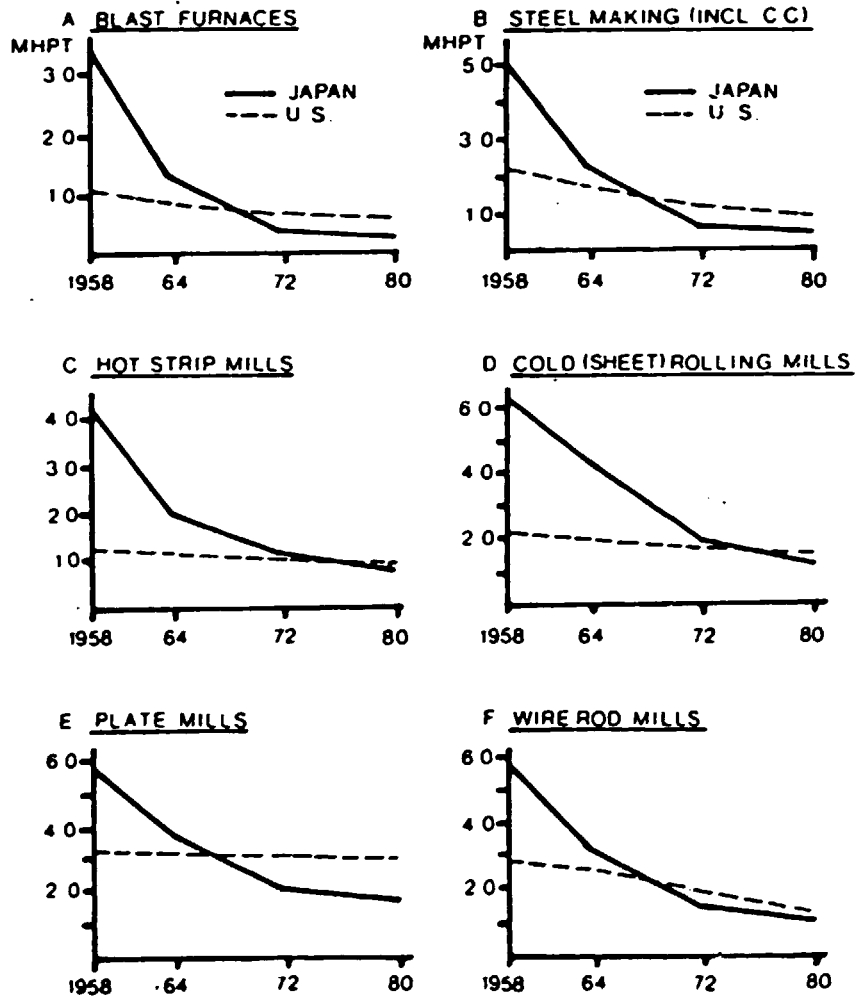 A BLAST FURNACES
MHPT
3 0
2 0
1 0
JAPAN
U S.
1958 64 72 80
B STEEL MAKING (INCL C C)
MHPT
5 0
3 0
1 0
JAPAN
U S.
1958 64 72 80
C HOT STRIP MILLS
4 0
3 0
2 0
1 0
1958 64 72 80
D COLD (SHEET) ROLLING MILLS
6 0
4 0
2 0
1958 64 72 80
E PLATE MILLS
6 0
4 0
2 0
1958 64 72 80
F WIRE ROD MILLS
6 0
4 0
2 0
1958 64 72 80